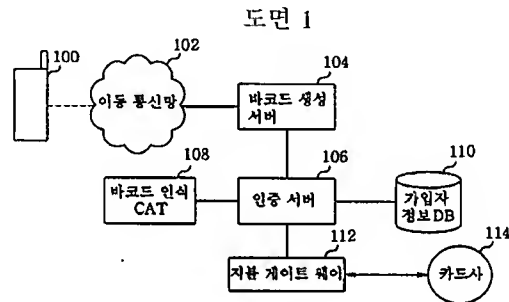 도면 1
100
102
이동 통신망
104
바코드 생성
서버
108
바코드 인식
CAT
106
인증 서버
110
가입자
정보 DB
112
지불 게이트 웨이
114
카드사